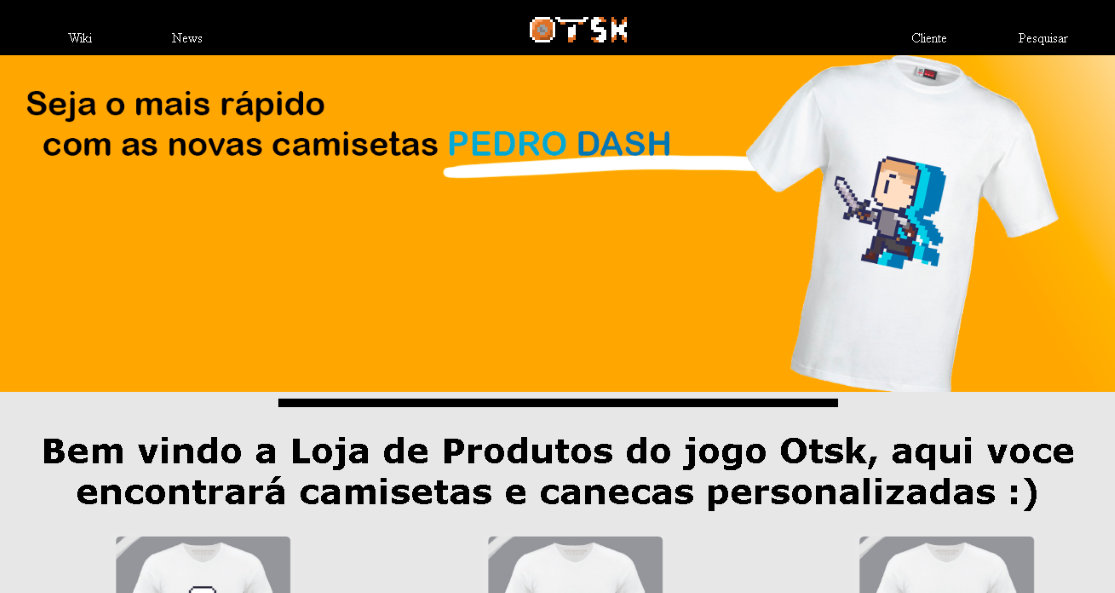 Wiki
News
OTSK
Cliente
Pesquisar
Seja o mais rápido
com as novas camisetas PEDRO DASH
Bem vindo a Loja de Produtos do jogo Otsk, aqui voce
encontrará camisetas e canecas personalizadas :)